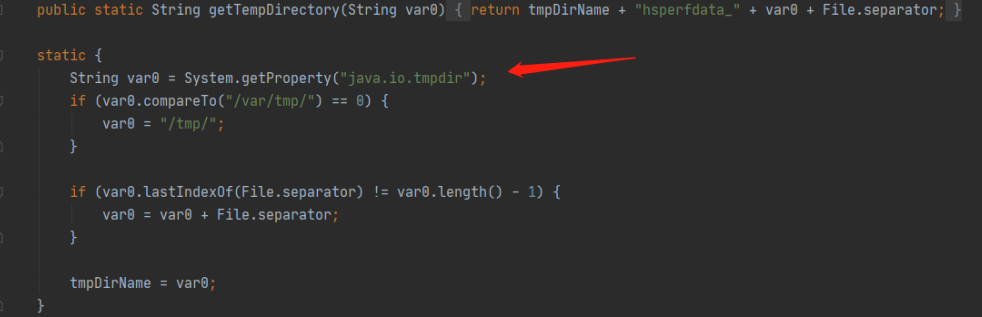 public static String getTempDirectory(String var0) { return tmpDirName + "hsperfdata_" + var0 + File.separator; }
static {
String var0 = System.getProperty("java.io.tmpdir");
if (var0.compareTo("/var/tmp/") == 0) {
var0 = "/tmp/";
}
if (var0.lastIndexOf(File.separator) != var0.length() - 1) {
var0 = var0 + File.separator;
}
tmpDirName = var0;
}